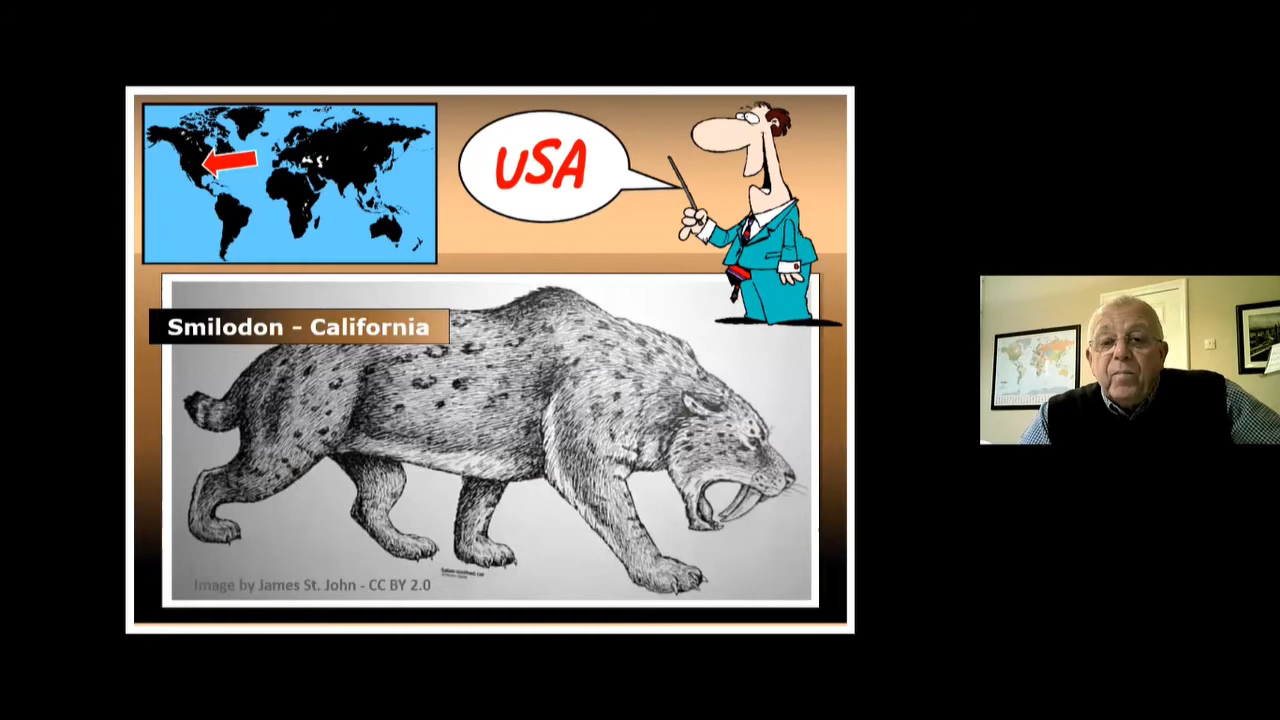 USA
Smilodon – California
Image by James St. John - CC BY 2.0